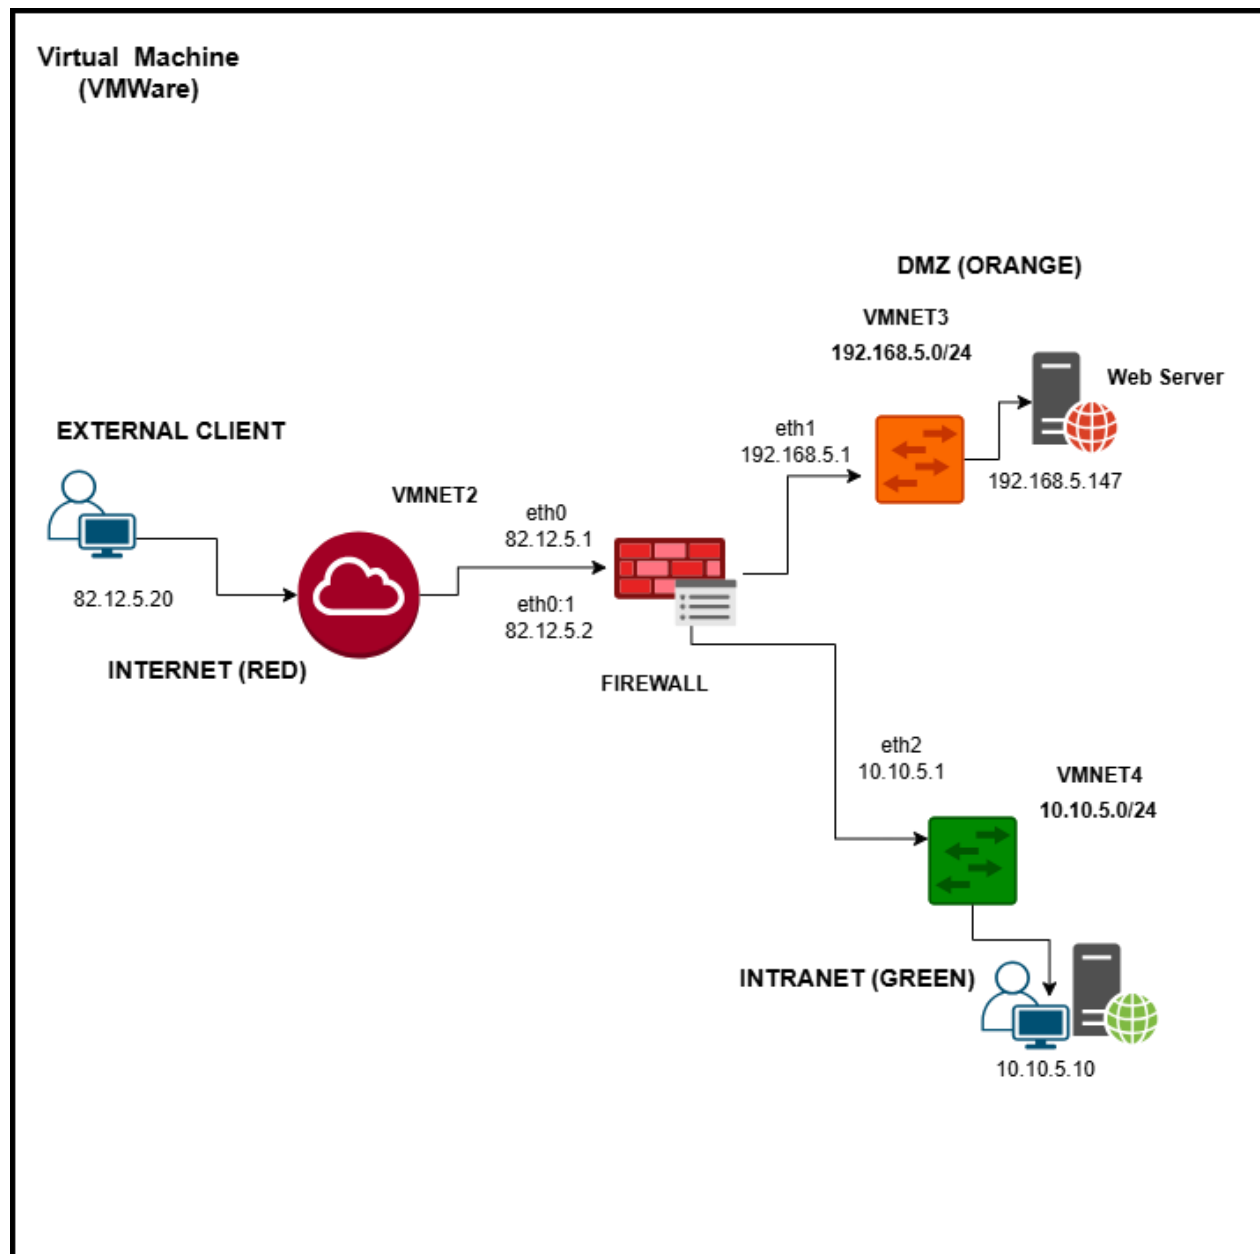 Virtual Machine
(VMWare)
DMZ (ORANGE)
VMNET3
192.168.5.0/24
Web Server
EXTERNAL CLIENT
eth1
192.168.5.1
192.168.5.147
VMNET2
eth0
82.12.5.1
82.12.5.20
eth0:1
82.12.5.2
INTERNET (RED)
FIREWALL
eth2
10.10.5.1
VMNET4
10.10.5.0/24
INTRANET (GREEN)
10.10.5.10